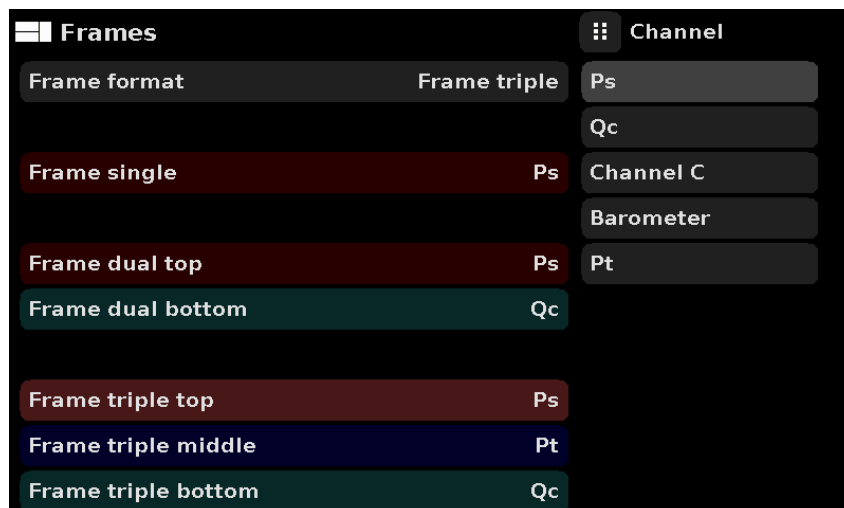 Frames
Frame format Frame triple
Frame single Ps
Frame dual top Ps
Frame dual bottom Qc
Frame triple top Ps
Frame triple middle Pt
Frame triple bottom Qc
Channel
Ps
Qc
Channel C
Barometer
Pt